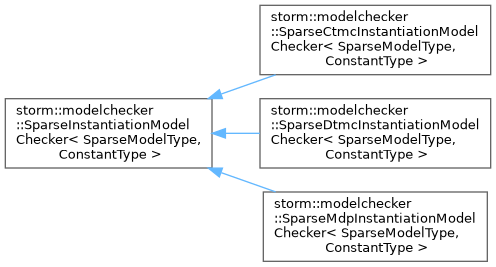 storm::modelchecker
::SparseCtmcInstantiationModel
Checker< SparseModelType,
ConstantType >
storm::modelchecker
::SparseInstantiationModel
Checker< SparseModelType,
ConstantType >
storm::modelchecker
::SparseDtmcInstantiationModel
Checker< SparseModelType,
ConstantType >
storm::modelchecker
::SparseMdpInstantiationModel
Checker< SparseModelType,
ConstantType >